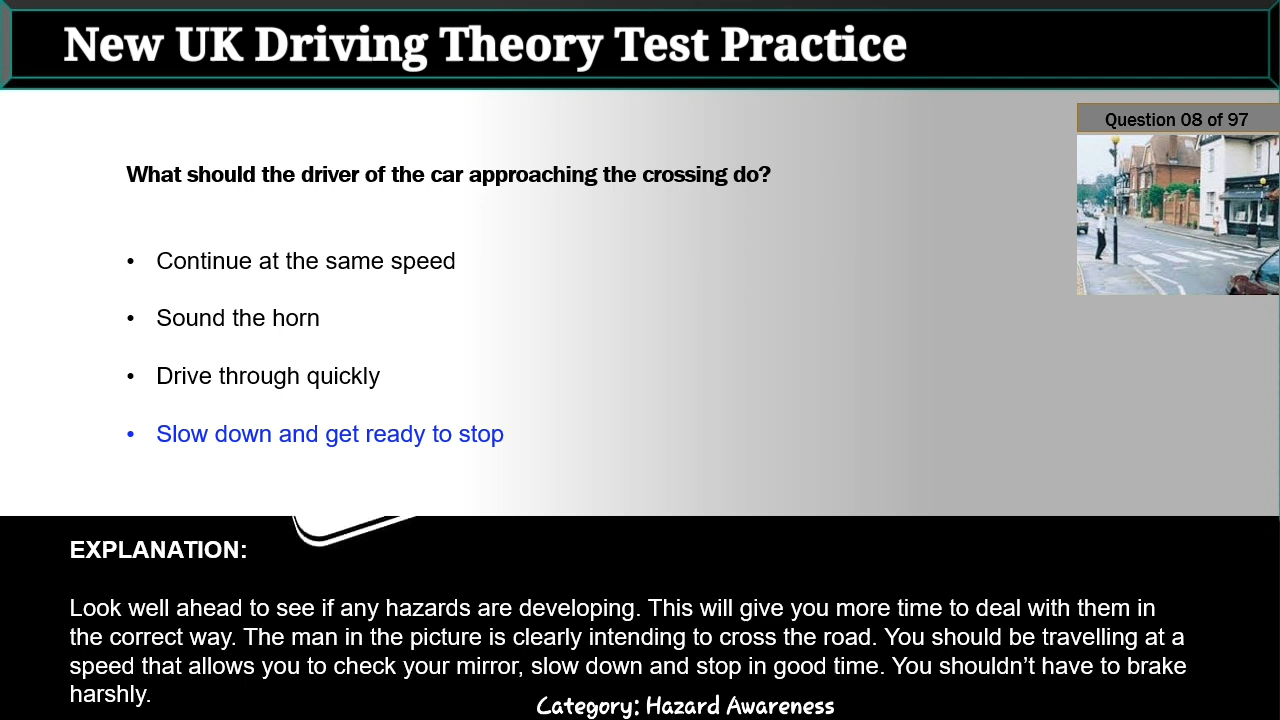 New UK Driving Theory Test Practice
Question 08 of 97
What should the driver of the car approaching the crossing do?
• Continue at the same speed
• Sound the horn
• Drive through quickly
• Slow down and get ready to stop
EXPLANATION:
Look well ahead to see if any hazards are developing. This will give you more time to deal with them in
the correct way. The man in the picture is clearly intending to cross the road. You should be travelling at a
speed that allows you to check your mirror, slow down and stop in good time. You shouldn’t have to brake
harshly.
Category: Hazard Awareness